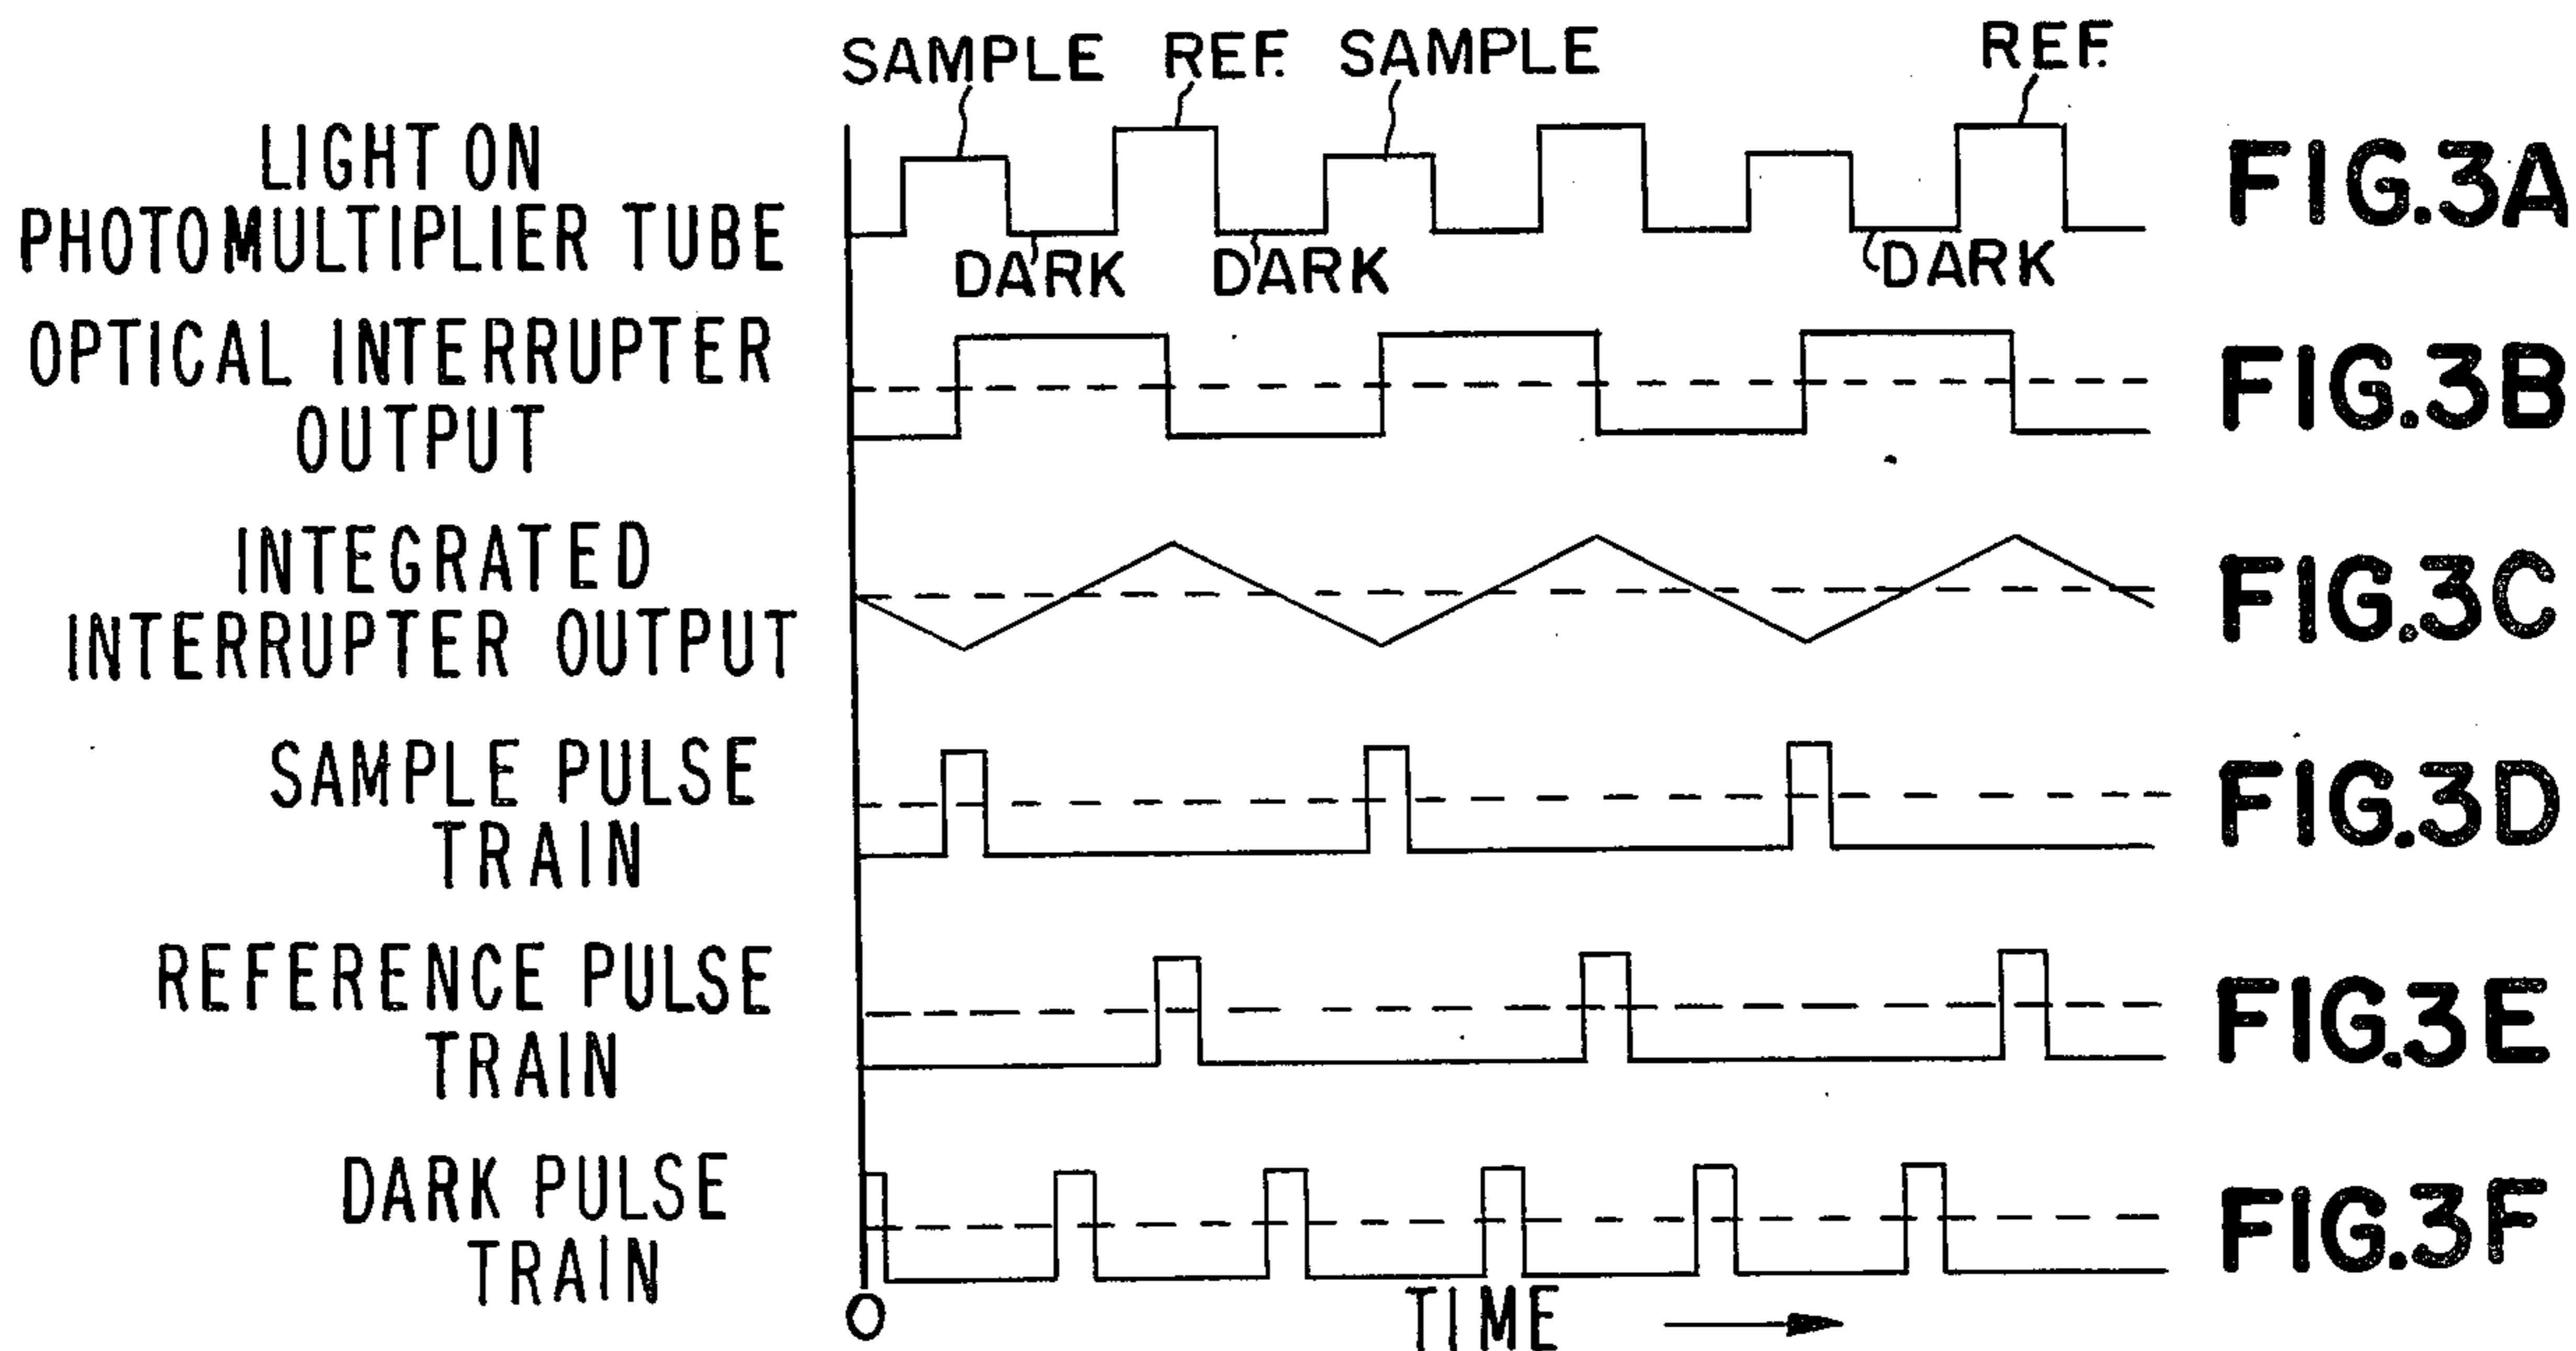 SAMPLE REF. SAMPLE REF.
LIGHT ON
PHOTOMULTIPLIER TUBE
FIG.3A
DARK DARK DARK
OPTICAL INTERRUPTER
OUTPUT
FIG.3B
INTEGRATED
INTERRUPTER OUTPUT
FIG.3C
SAMPLE PULSE
TRAIN
FIG.3D
REFERENCE PULSE
TRAIN
FIG.3E
DARK PULSE
TRAIN
FIG.3F
0 TIME